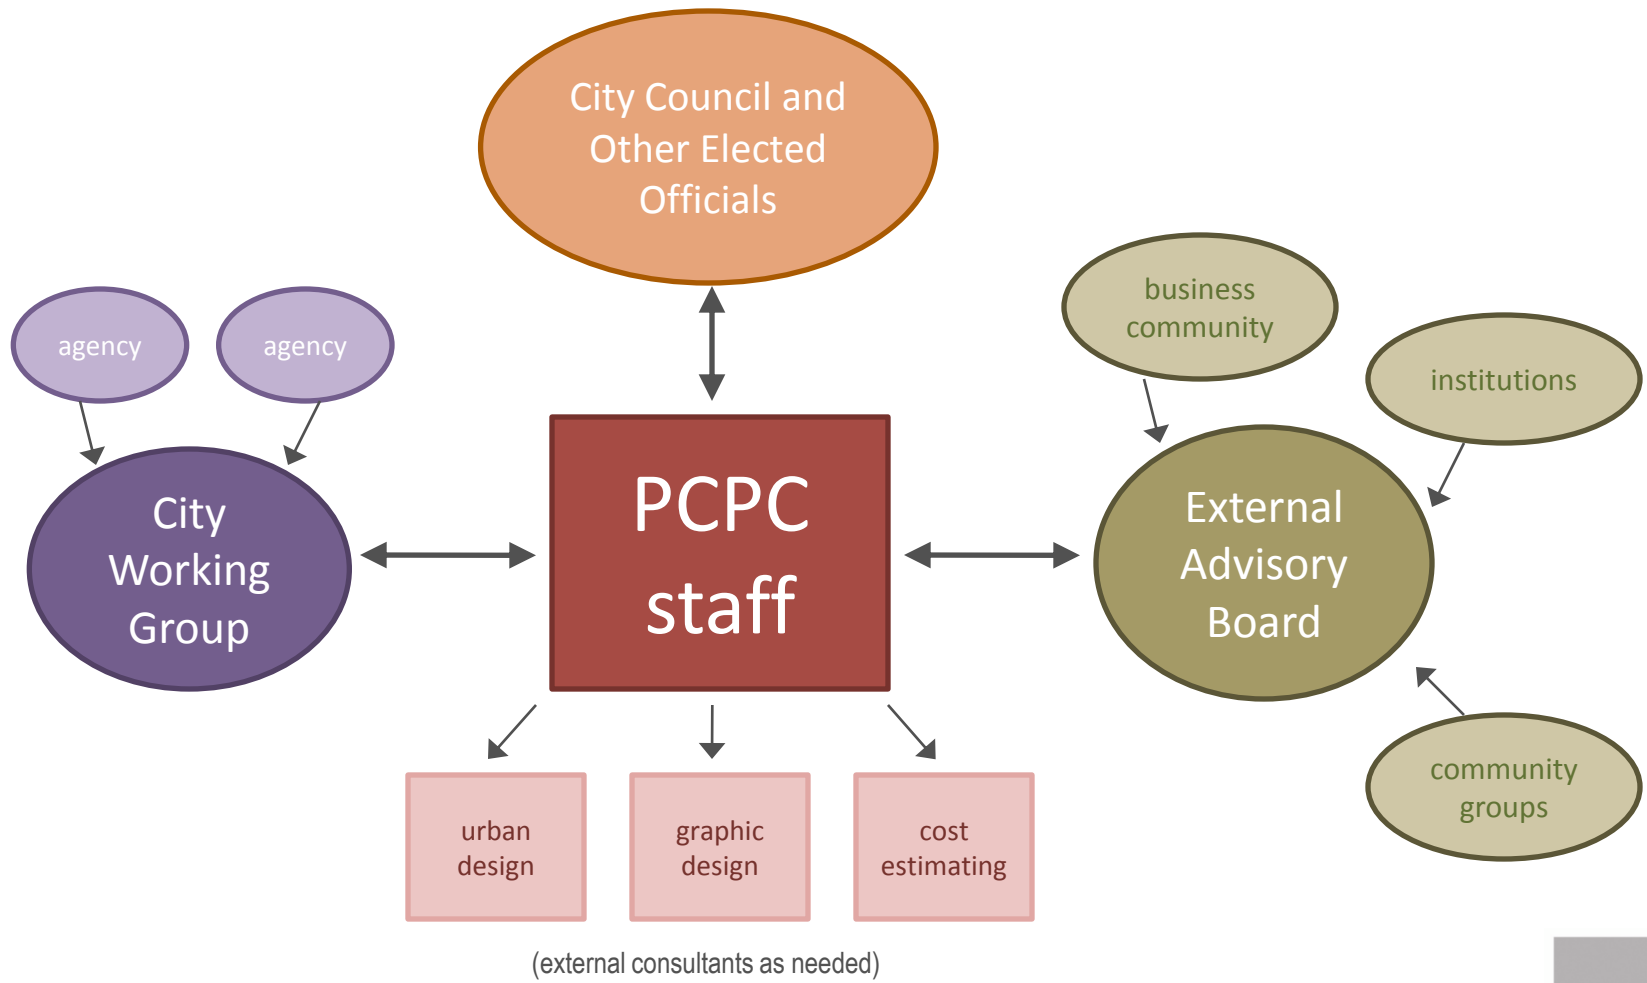 City Council and
Other Elected
Officials
agency
agency
City
Working
Group
PCPC
staff
business
community
institutions
External
Advisory
Board
community
groups
urban
design
graphic
design
cost
estimating
(external consultants as needed)